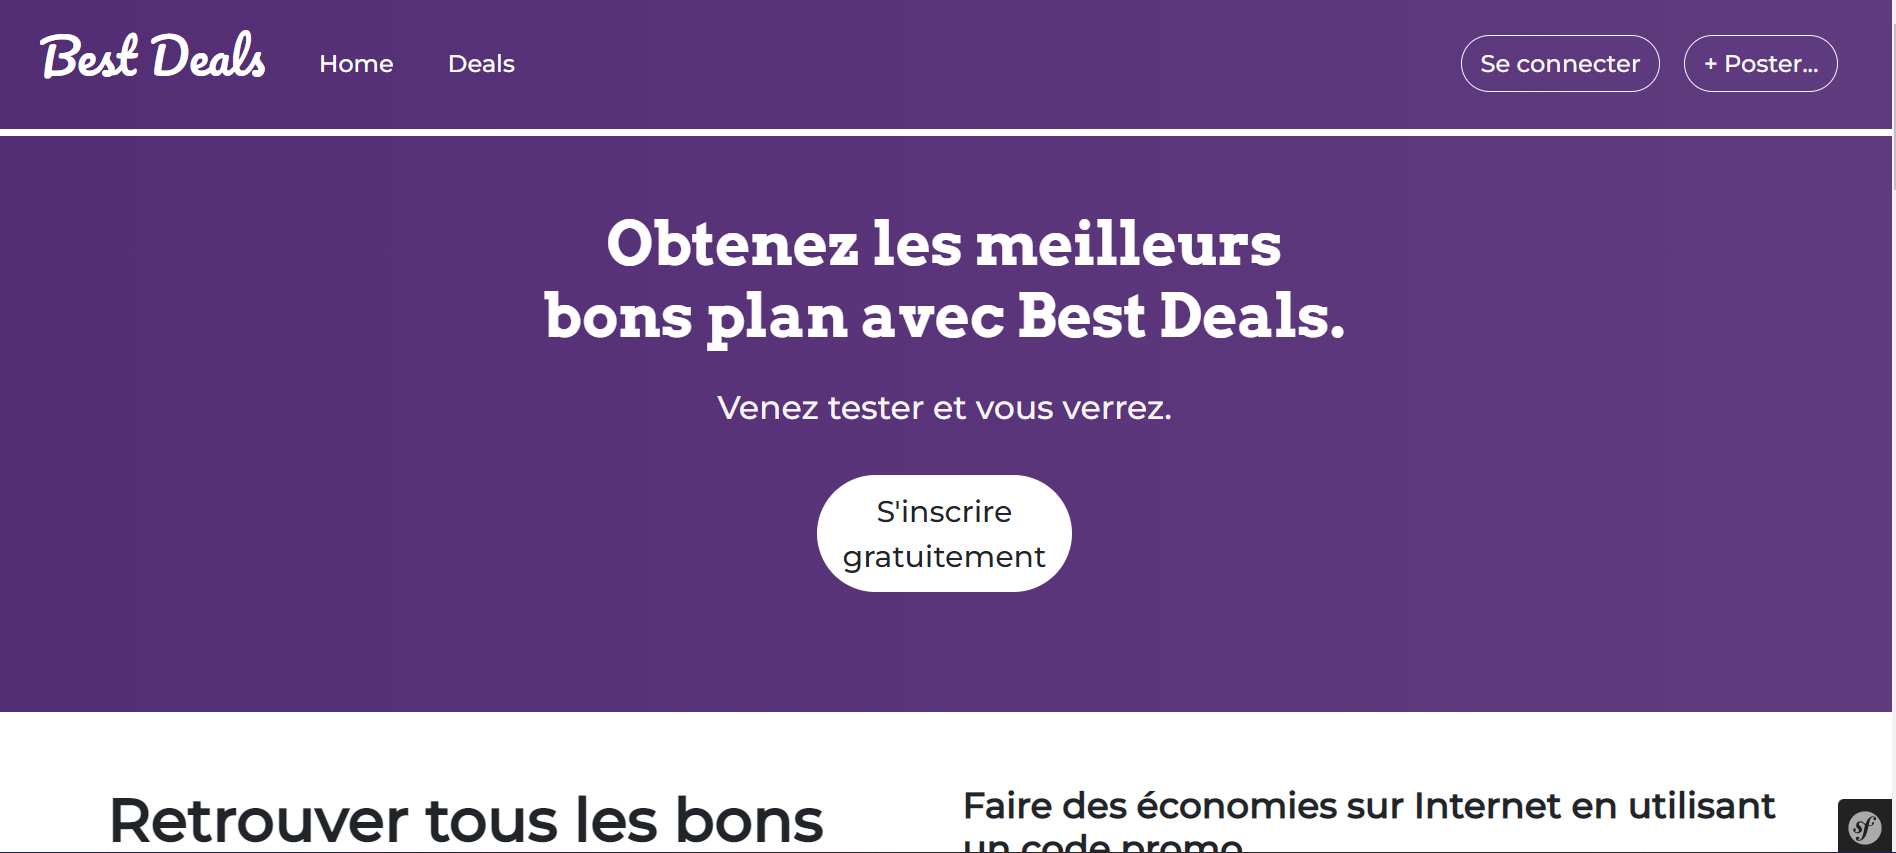 Best Deals
Home
Deals
Se connecter
+ Poster...
Obtenez les meilleurs
bons plan avec Best Deals.
Venez tester et vous verrez.
S'inscrire
gratuitement
Retrouver tous les bons
Faire des économies sur Internet en utilisant
un code promo
sf